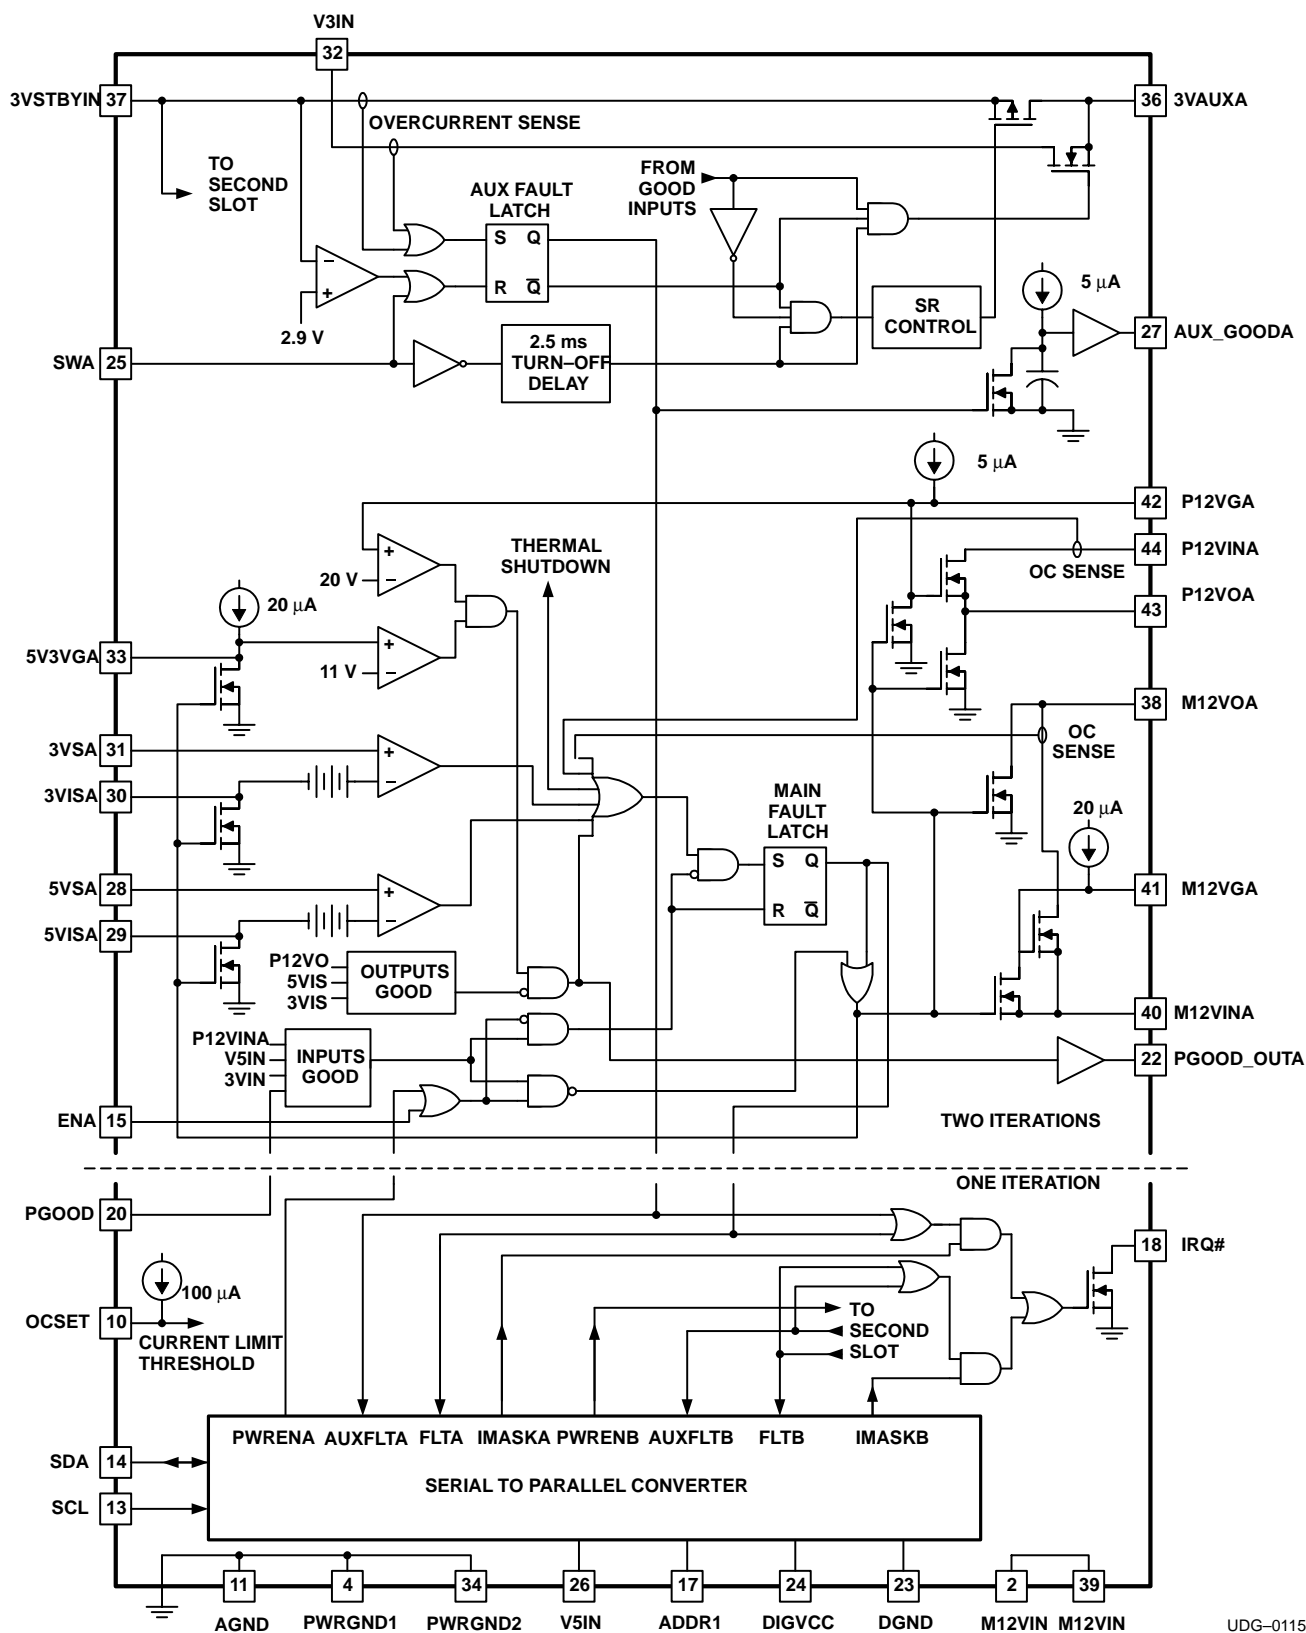 V3IN
32
3VSTBYIN 37
36 3VAUXA
OVERCURRENT SENSE
TO
SECOND
SLOT
FROM
GOOD
INPUTS
AUX FAULT
LATCH
S Q
R Q
−
+
2.9 V
SR
CONTROL
5 µA
27 AUX_GOODA
SWA 25
2.5 ms
TURN–OFF
DELAY
5 µA
42 P12VGA
THERMAL
SHUTDOWN
+
20 V −
44 P12VINA
OC SENSE
20 µA
43 P12VOA
5V3VGA 33
+
11 V −
38 M12VOA
OC
SENSE
3VSA 31
+
−
3VISA 30
MAIN
FAULT
LATCH
20 µA
S Q
R Q
5VSA 28
+
−
41 M12VGA
5VISA 29
P12VO
5VIS
3VIS
OUTPUTS
GOOD
40 M12VINA
P12VINA
V5IN
3VIN
INPUTS
GOOD
22 PGOOD_OUTA
ENA 15
TWO ITERATIONS
ONE ITERATION
PGOOD 20
18 IRQ#
100 µA
OCSET 10
CURRENT LIMIT
THRESHOLD
TO
SECOND
SLOT
PWRENA AUXFLTA FLTA IMASKA PWRENB AUXFLTB FLTB IMASKB
SDA 14
SERIAL TO PARALLEL CONVERTER
SCL 13
11 4 34 26 17 24 23 2 39
AGND PWRGND1 PWRGND2 V5IN ADDR1 DIGVCC DGND M12VIN M12VIN
UDG–0115